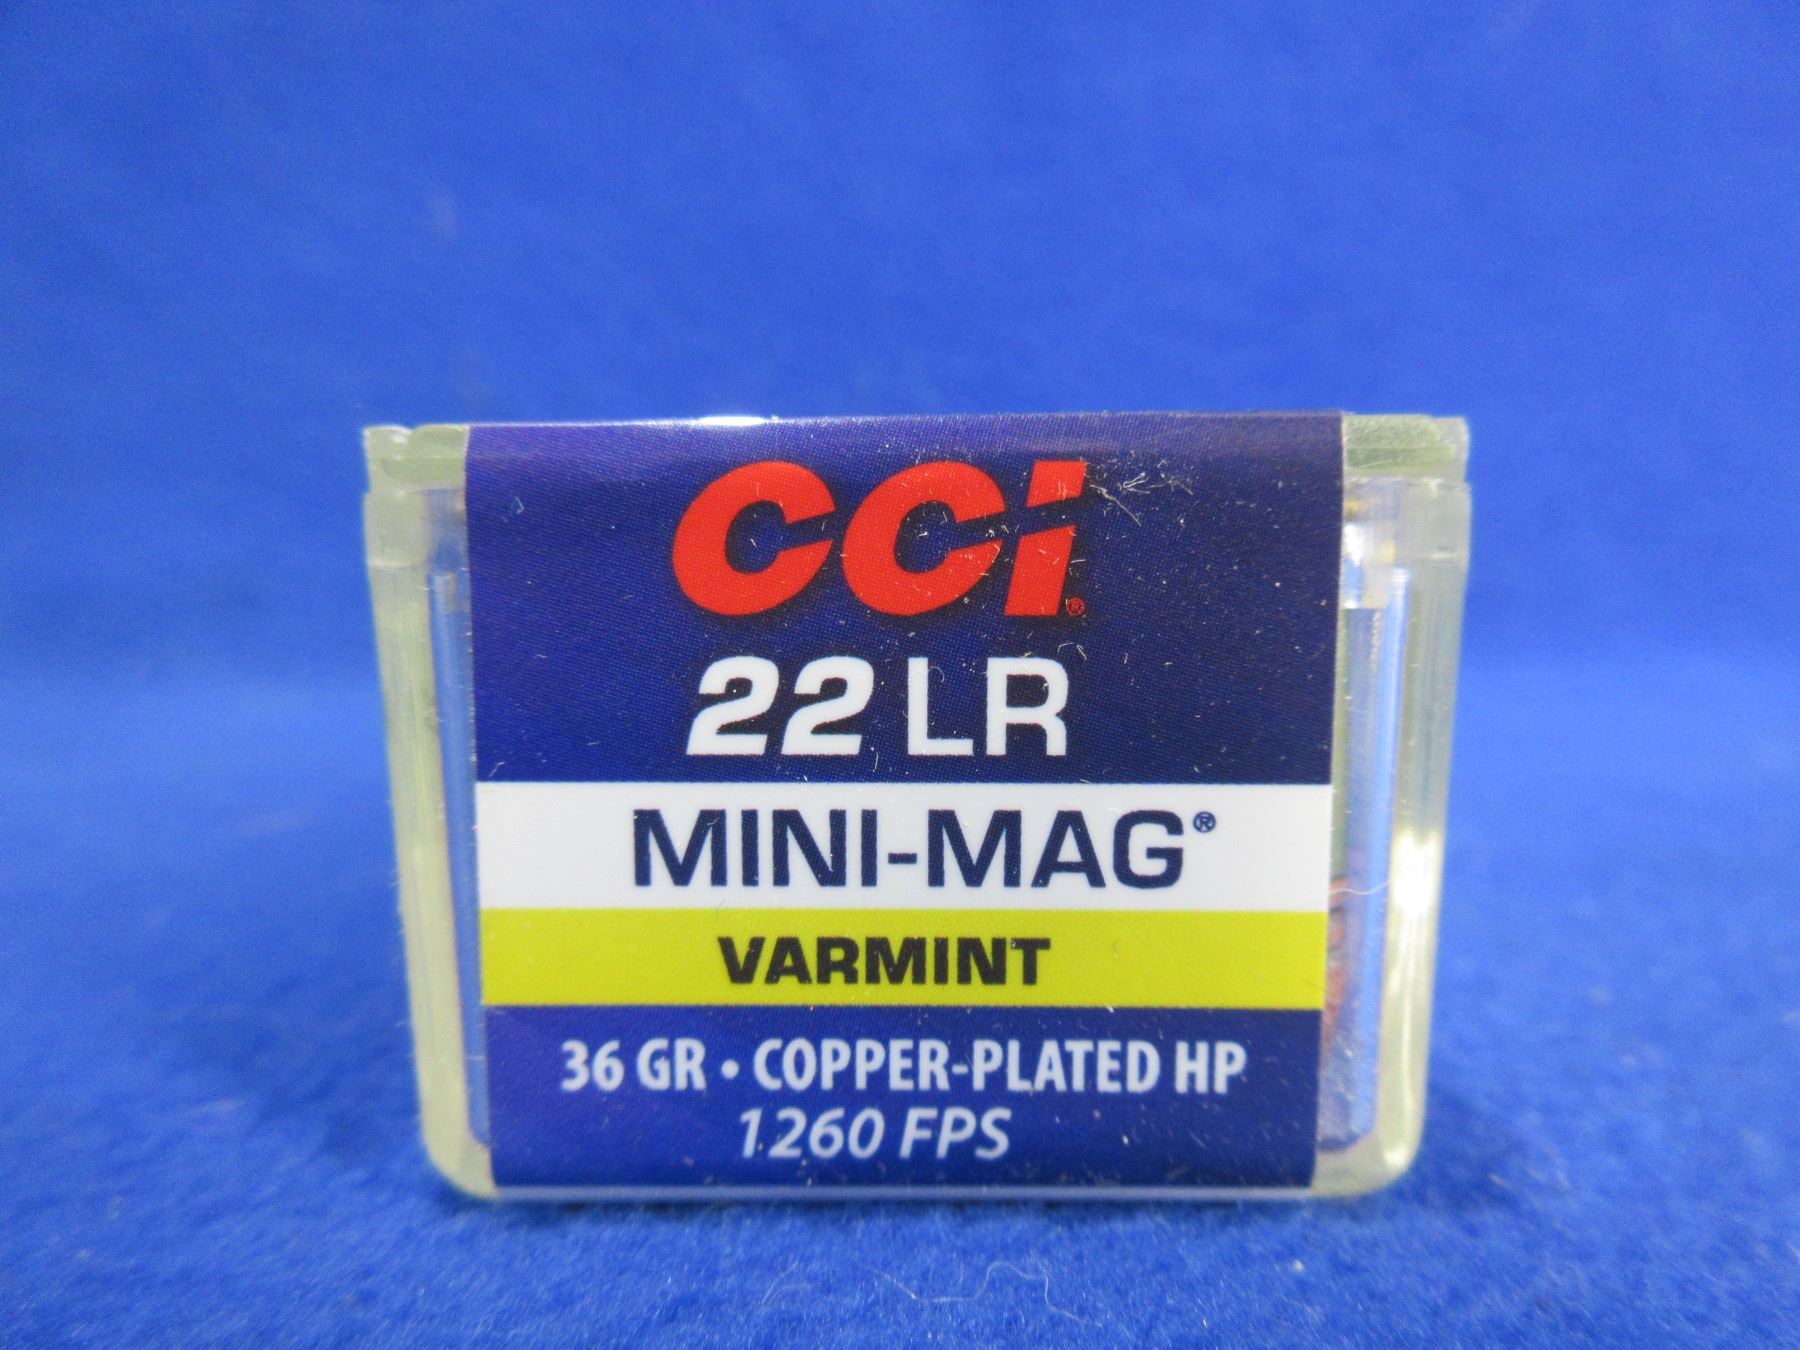 CCi®
22 LR
MINI-MAG®
VARMINT
36 GR • COPPER-PLATED HP
1260 FPS